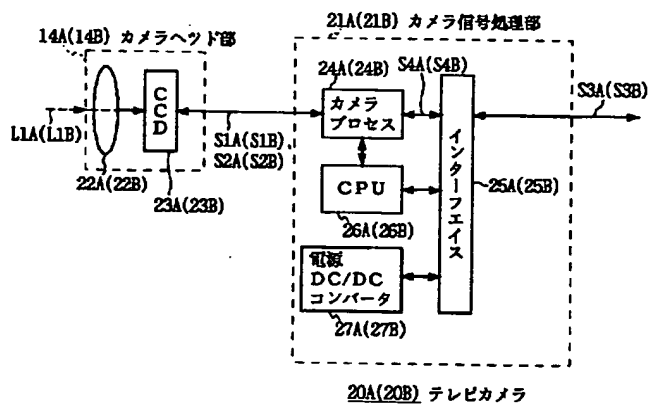 21A(21B) カメラ信号処理部
14A(14B) カメラヘツド部
24A(24B)
S4A(S4B)
S3A(S3B)
CCD
カメラ
プロセス
L1A(L1B)
S1A(S1B),
S2A(S2B)
インターフエイス
22A(22B)
CPU
25A(25B)
23A(23B)
26A(26B)
電源
DC/DC
コンバータ
27A(27B)
20A(20B) テレビカメラ